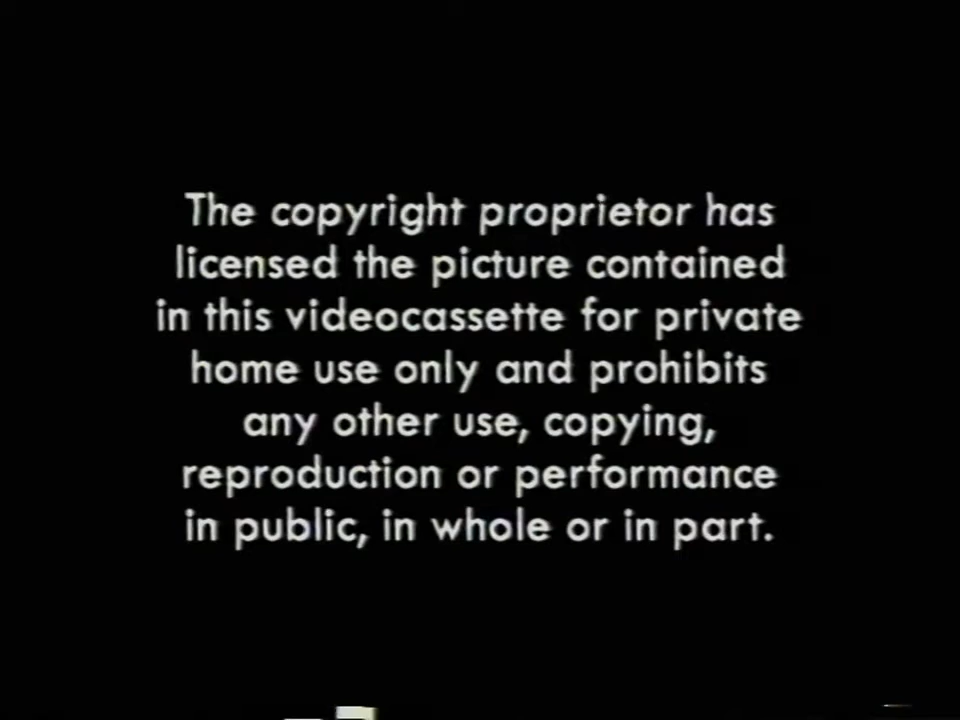 The copyright proprietor has
licensed the picture contained
in this videocassette for private
home use only and prohibits
any other use, copying,
reproduction or performance
in public, in whole or in part.